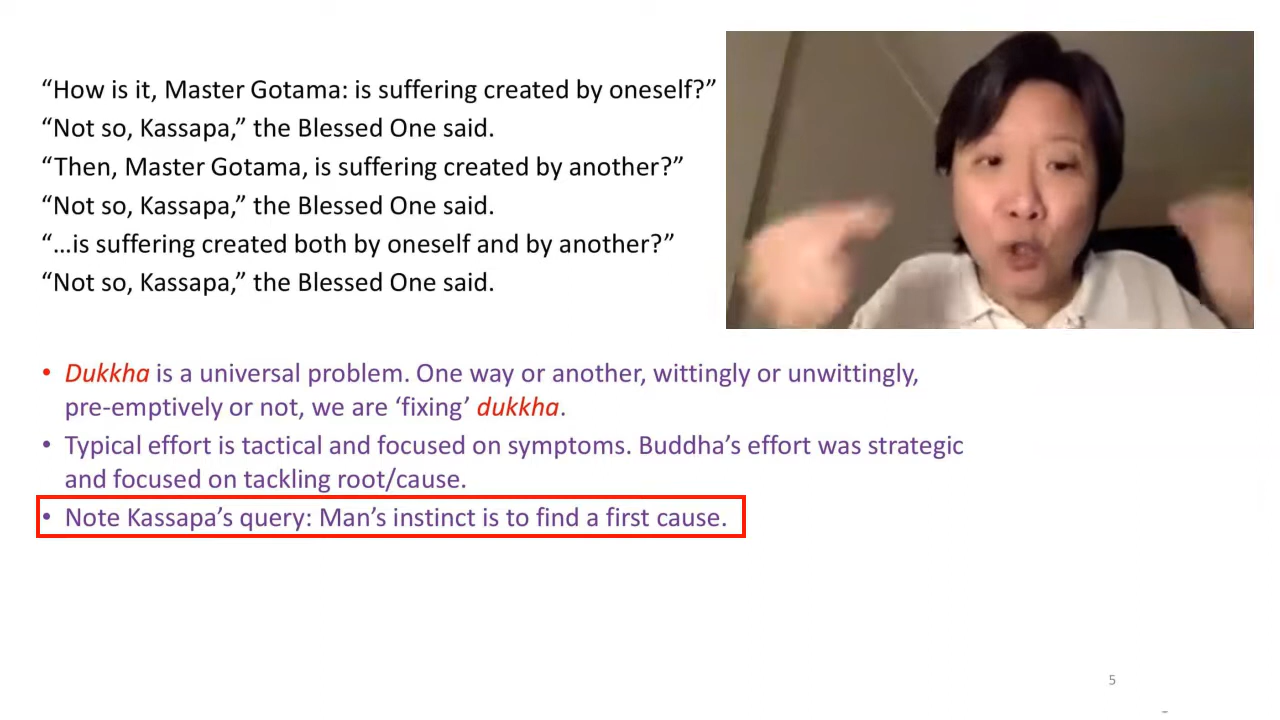 “How is it, Master Gotama: is suffering created by oneself?”
“Not so, Kassapa,” the Blessed One said.
“Then, Master Gotama, is suffering created by another?”
“Not so, Kassapa,” the Blessed One said.
“…is suffering created both by oneself and by another?”
“Not so, Kassapa,” the Blessed One said.
• Dukkha is a universal problem. One way or another, wittingly or unwittingly,
pre-emptively or not, we are ‘fixing’ dukkha.
• Typical effort is tactical and focused on symptoms. Buddha’s effort was strategic
and focused on tackling root/cause.
• Note Kassapa’s query: Man’s instinct is to find a first cause.
5